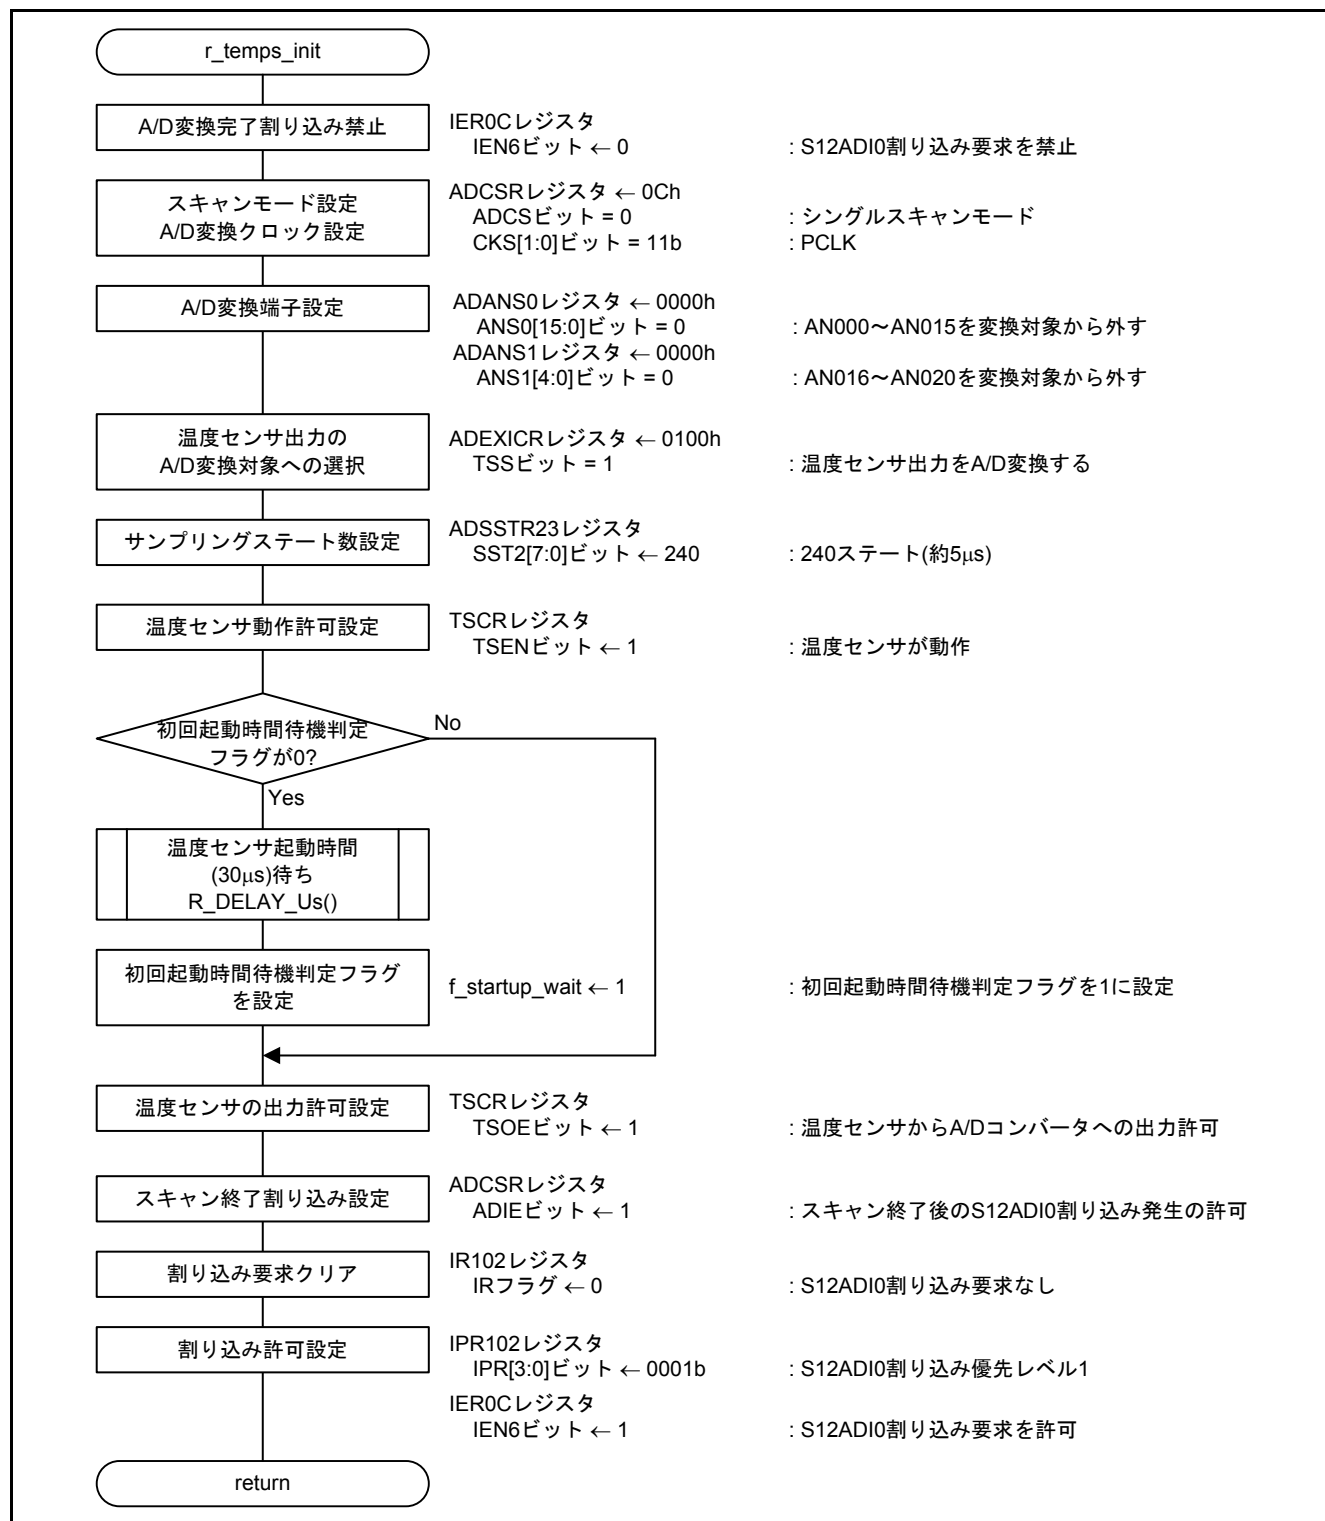 r_temps_init
A/D変換完了割り込み禁止
IER0Cレジスタ
IEN6ビット ← 0 : S12ADI0割り込み要求を禁止
スキャンモード設定
A/D変換クロック設定
ADCSRレジスタ ← 0Ch
ADCSビット = 0 : シングルスキャンモード
CKS[1:0]ビット = 11b : PCLK
A/D変換端子設定
ADANS0レジスタ ← 0000h
ANS0[15:0]ビット = 0 : AN000～AN015を変換対象から外す
ADANS1レジスタ ← 0000h
ANS1[4:0]ビット = 0 : AN016～AN020を変換対象から外す
温度センサ出力の
A/D変換対象への選択
ADEXICRレジスタ ← 0100h
TSSビット = 1 : 温度センサ出力をA/D変換する
サンプリングステート数設定
ADSSTR23レジスタ
SST2[7:0]ビット ← 240 : 240ステート(約5μs)
温度センサ動作許可設定
TSCRレジスタ
TSENビット ← 1 : 温度センサが動作
初回起動時間待機判定
フラグが0?
No
Yes
温度センサ起動時間
(30μs)待ち
R_DELAY_Us()
初回起動時間待機判定フラグ
を設定
f_startup_wait ← 1 : 初回起動時間待機判定フラグを1に設定
温度センサの出力許可設定
TSCRレジスタ
TSOEビット ← 1 : 温度センサからA/Dコンバータへの出力許可
スキャン終了割り込み設定
ADCSRレジスタ
ADIEビット ← 1 : スキャン終了後のS12ADI0割り込み発生の許可
割り込み要求クリア
IR102レジスタ
IRフラグ ← 0 : S12ADI0割り込み要求なし
割り込み許可設定
IPR102レジスタ
IPR[3:0]ビット ← 0001b : S12ADI0割り込み優先レベル1
IER0Cレジスタ
IEN6ビット ← 1 : S12ADI0割り込み要求を許可
return